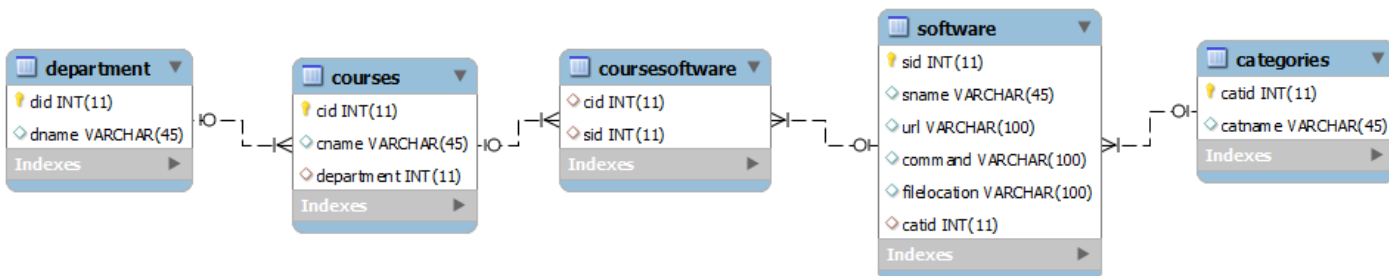 department
did INT(11)
dname VARCHAR(45)
Indexes
courses
cid INT(11)
cname VARCHAR(45)
department INT(11)
Indexes
coursesoftware
cid INT(11)
sid INT(11)
Indexes
software
sid INT(11)
sname VARCHAR(45)
url VARCHAR(100)
command VARCHAR(100)
filelocation VARCHAR(100)
catid INT(11)
Indexes
categories
catid INT(11)
catname VARCHAR(45)
Indexes